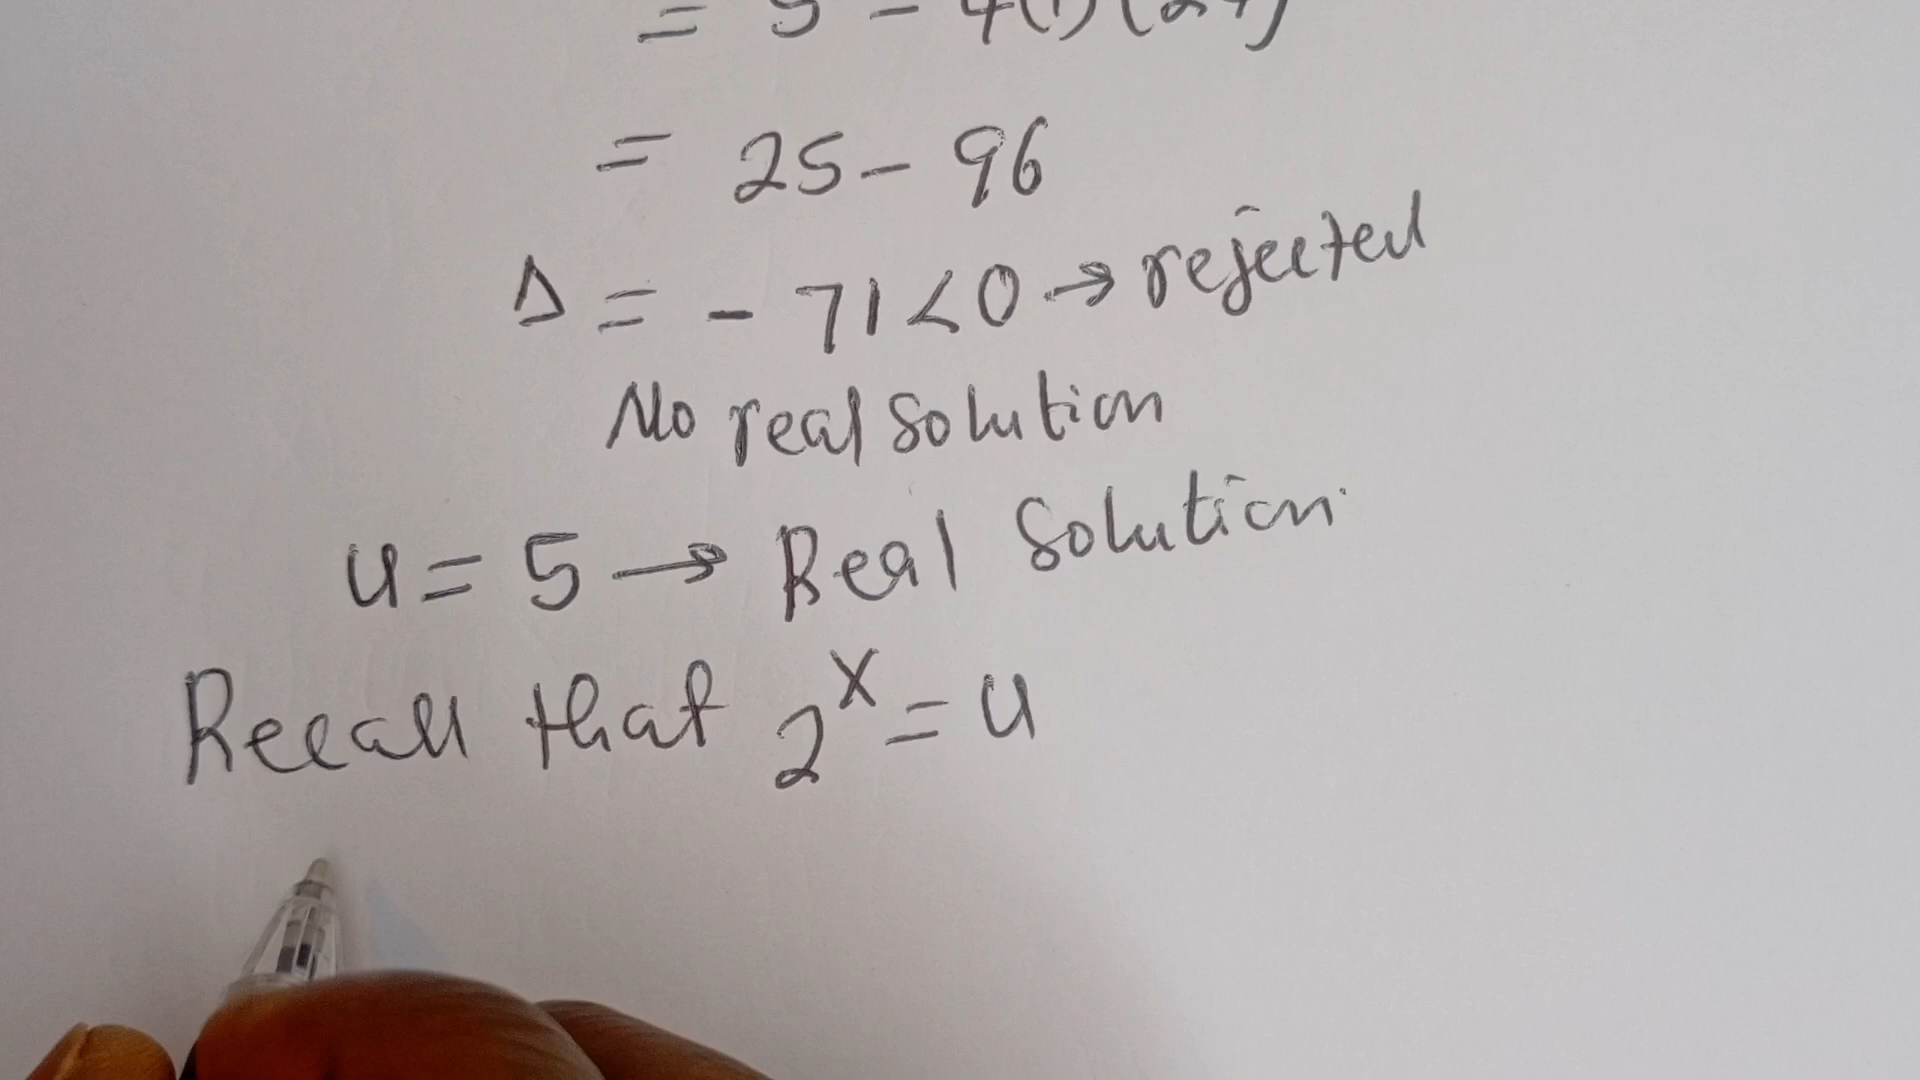 = 25 - 96
Δ = - 71 < 0 → rejected
No real solution
u = 5 → Real Solution.
Recall that 2^x = u